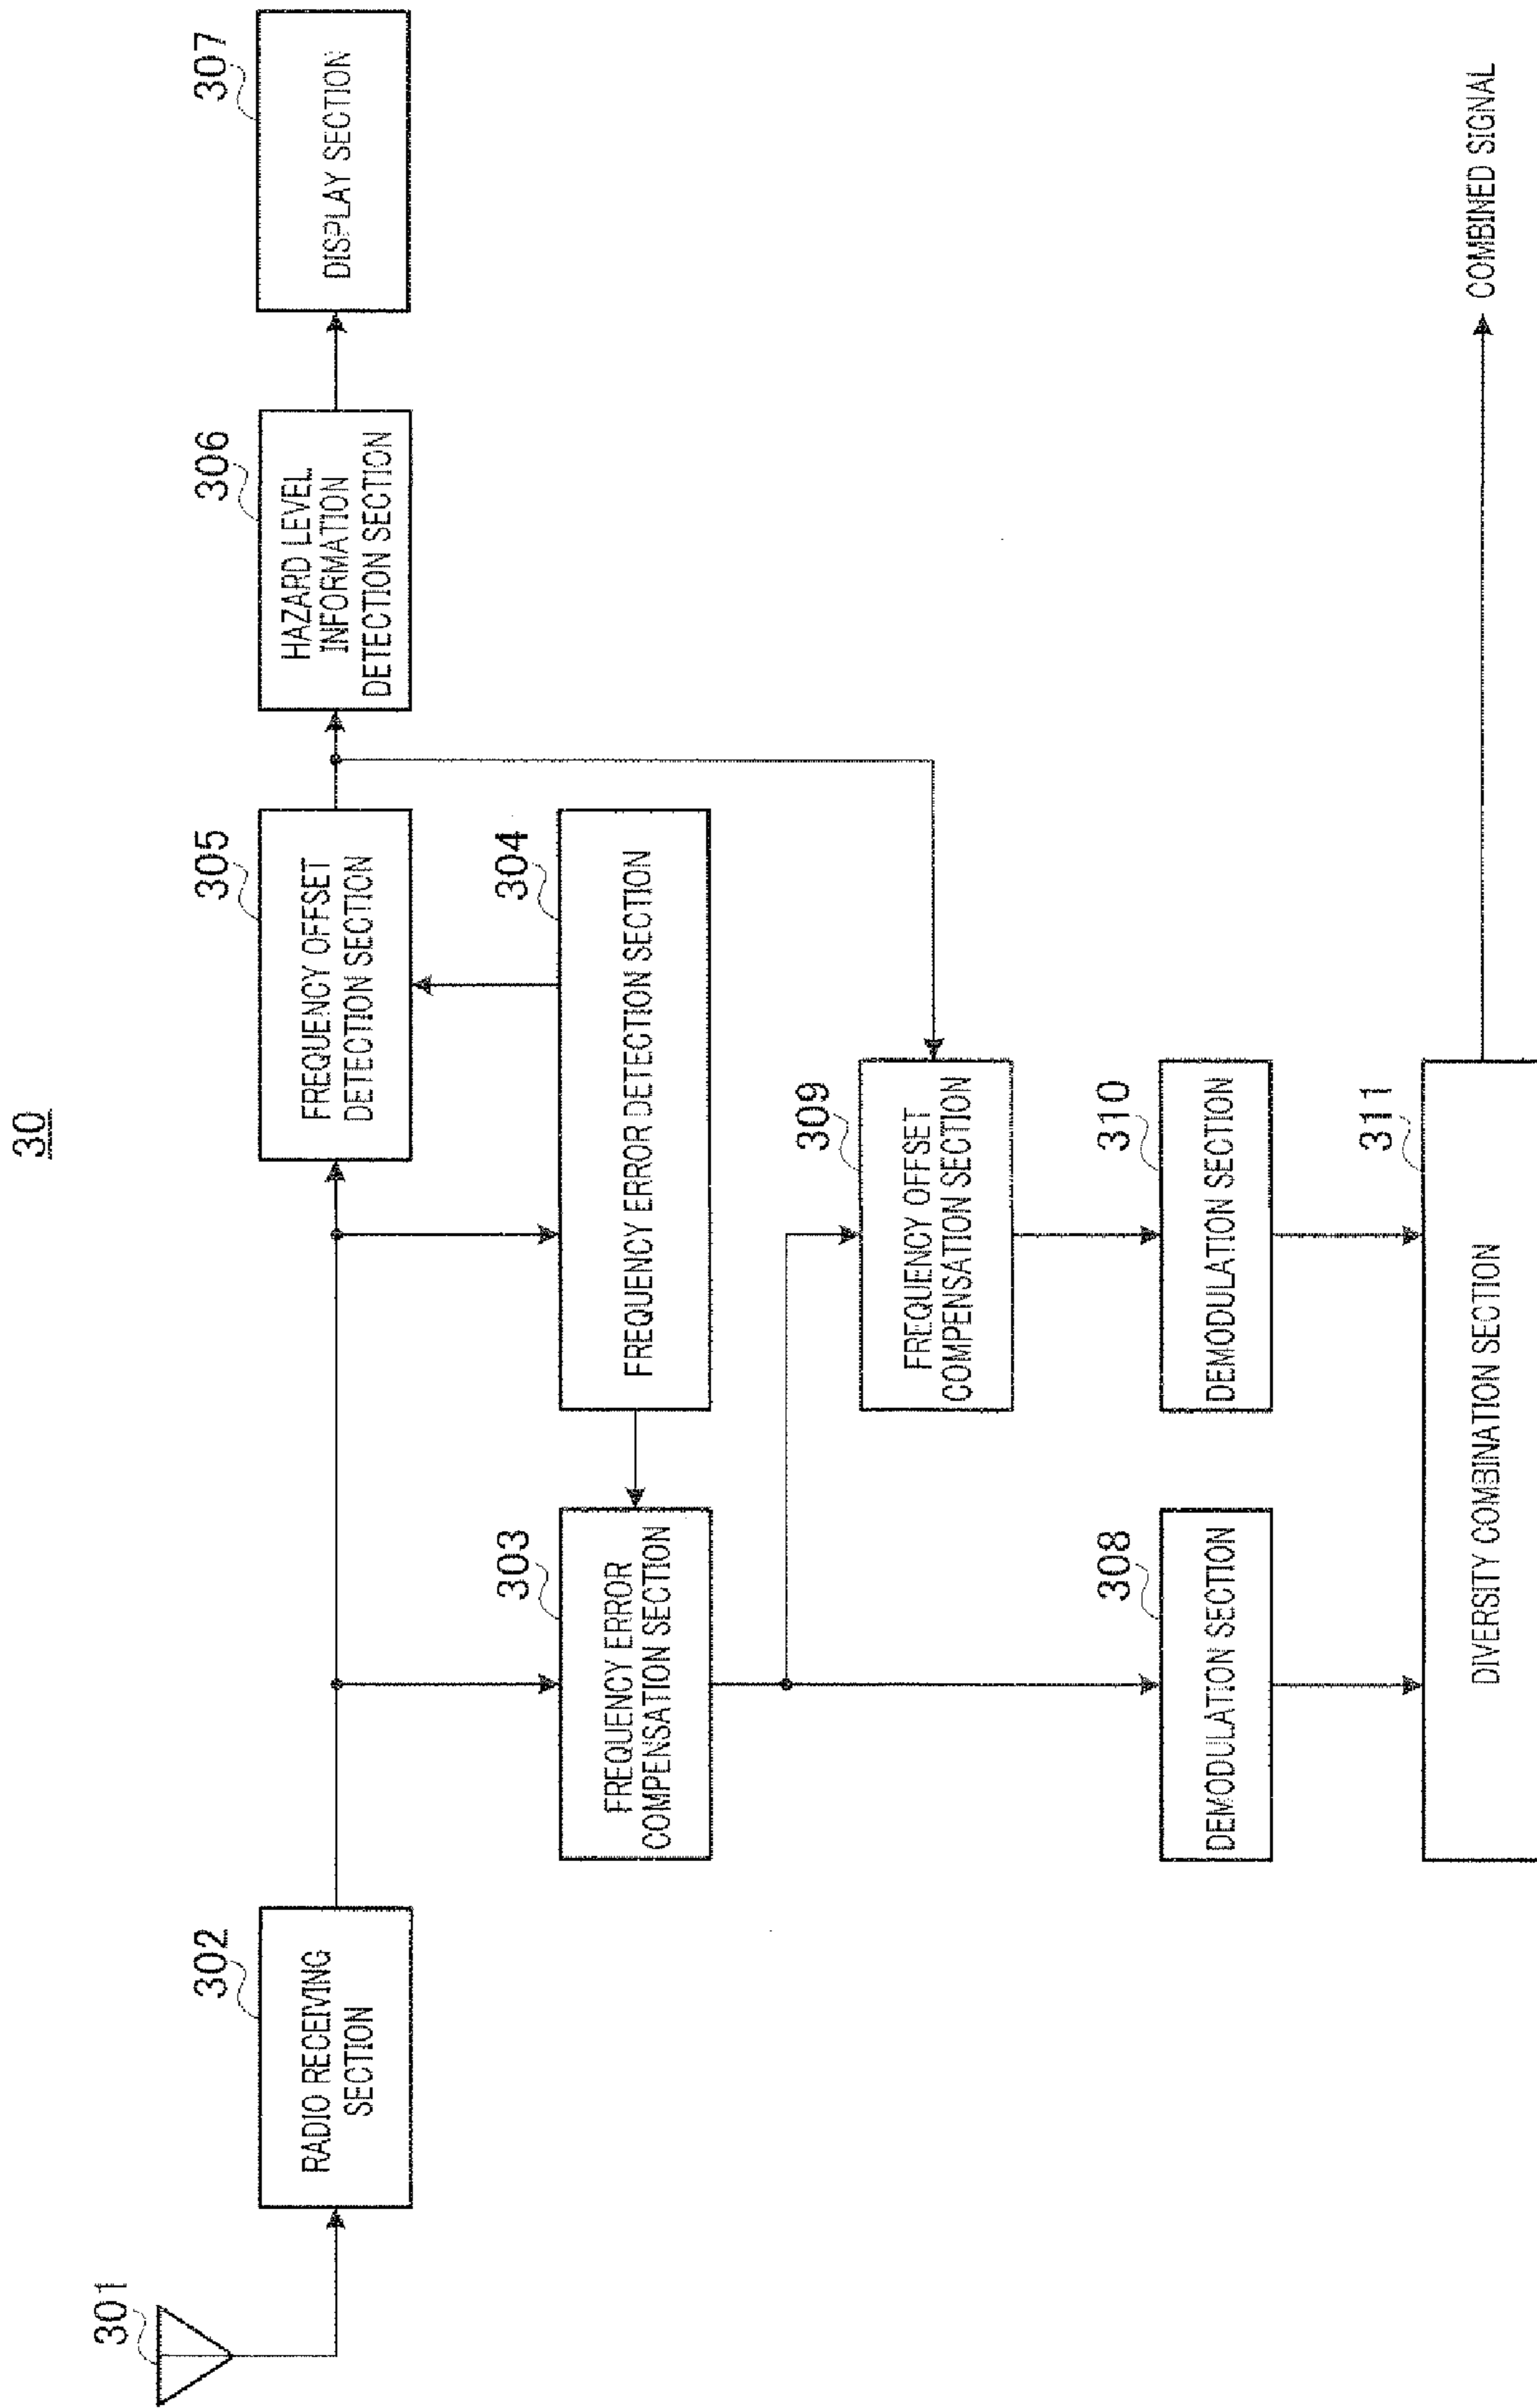 30
301
302
RADIO RECEIVING
SECTION
303
FREQUENCY ERROR
COMPENSATION SECTION
304
FREQUENCY ERROR DETECTION SECTION
305
FREQUENCY OFFSET
DETECTION SECTION
306
HAZARD LEVEL
INFORMATION
DETECTION SECTION
307
DISPLAY SECTION
308
DEMODULATION SECTION
309
FREQUENCY OFFSET
COMPENSATION SECTION
310
DEMODULATION SECTION
311
DIVERSITY COMBINATION SECTION
COMBINED SIGNAL